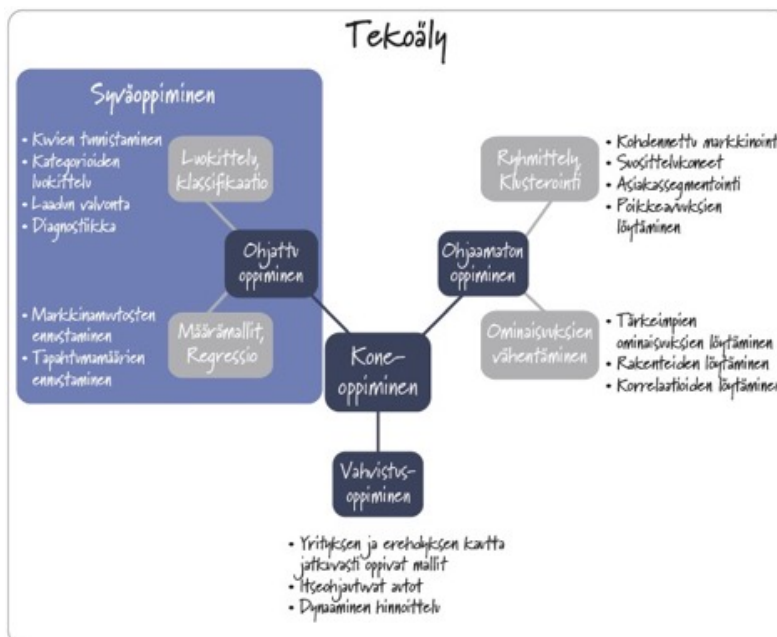 Tekoäly
Syväoppiminen
• Kuvien tunnistaminen
• Kategorioiden
luokittelu
• Laadun valvonta
• Diagnostiikka
Luokittelu,
klassifikaatio
Ohjattu
oppiminen
• Markkinamuutosten
ennustaminen
• Tapahtumamäärien
ennustaminen
Määrämallit,
Regressio
Kone-
oppiminen
Ryhmittely,
Klusterointi
• Kohdennettu markkinointi
• Suosittelukoneet
• Asiakassegmentointi
• Poikkeavuuksien
löytäminen
Ohjaamaton
oppiminen
Ominaisuuksien
vähentäminen
• Tärkeimpien
ominaisuuksien löytäminen
• Rakenteiden löytäminen
• Korrelaatioiden löytäminen
Vahvistus-
oppiminen
• Yrityksen ja erehdyksen kautta
jatkuvasti oppivat mallit
• Itseohjautuvat autot
• Dynaaminen hinnoittelu